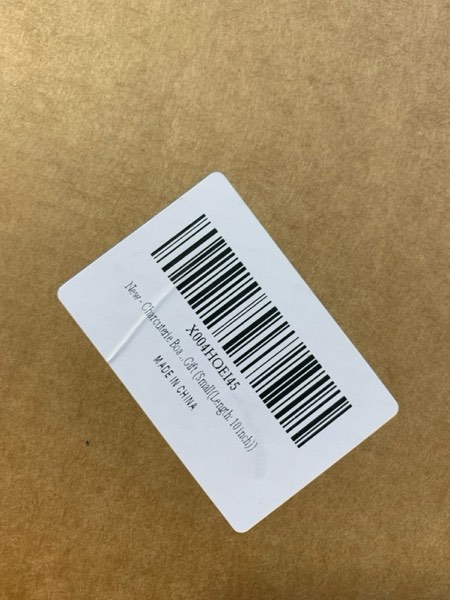 X004HOEI45
New - Charcuterie Boa...Gift (Small(Length: 10 inch))
MADE IN CHINA